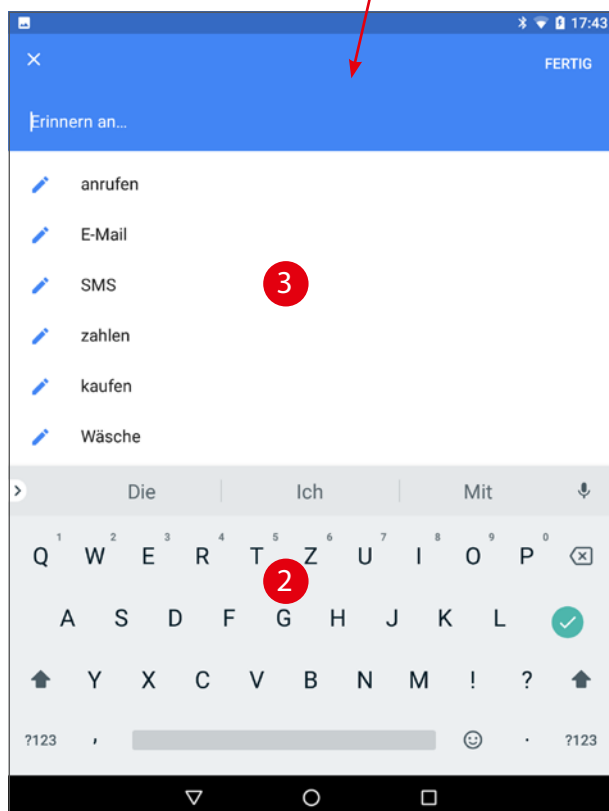 17:43
FERTIG
Erinnern an...
anrufen
E-Mail
SMS
3
zahlen
kaufen
Wäsche
Die Ich Mit
1 2 3 4 5 6 7 8 9 0
Q W E R T Z U I O P
2
A S D F G H J K L
Y X C V B N M ! ?
?123 , . ?123